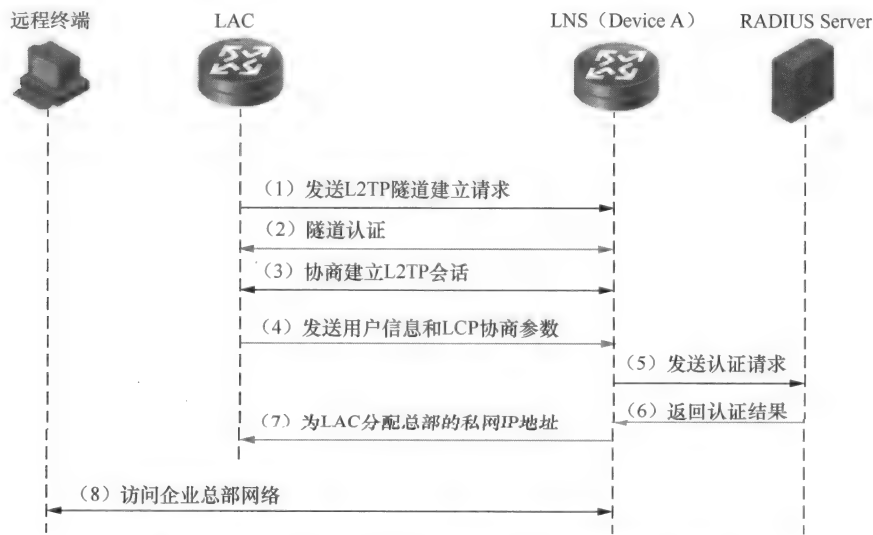 远程终端
LAC
LNS（Device A）
RADIUS Server
（1）发送L2TP隧道建立请求
（2）隧道认证
（3）协商建立L2TP会话
（4）发送用户信息和LCP协商参数
（5）发送认证请求
（6）返回认证结果
（7）为LAC分配总部的私网IP地址
（8）访问企业总部网络